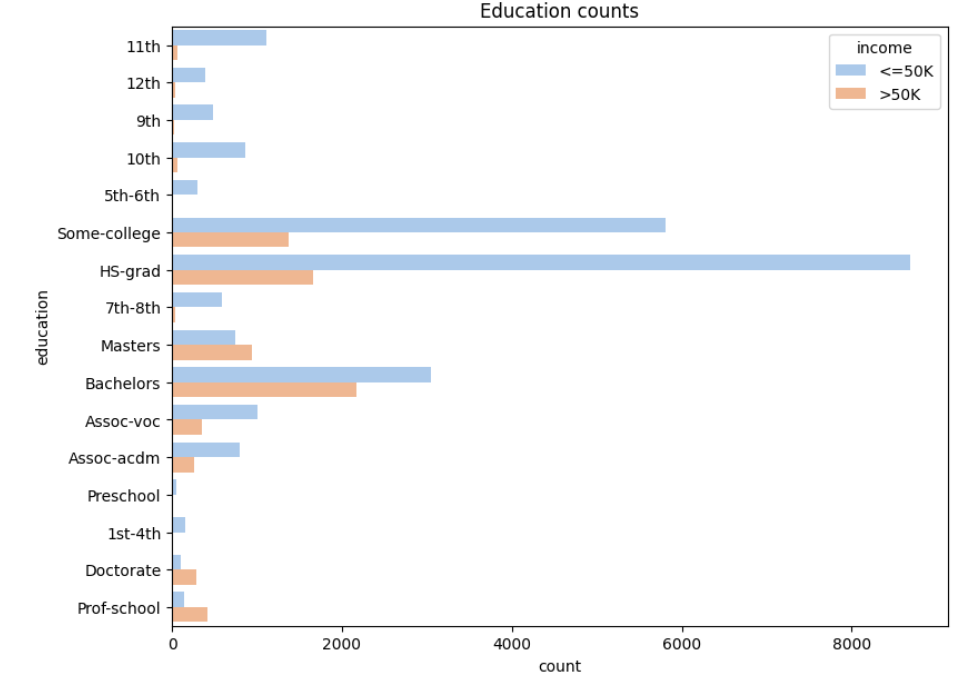 Education counts
income
<=50K
>50K
education
11th
12th
9th
10th
5th-6th
Some-college
HS-grad
7th-8th
Masters
Bachelors
Assoc-voc
Assoc-acdm
Preschool
1st-4th
Doctorate
Prof-school
0 2000 4000 6000 8000
count